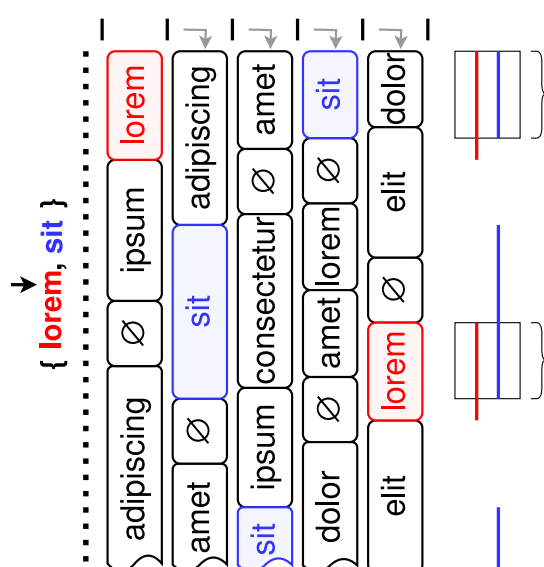 { lorem, sit }
adipiscing ∅ ipsum lorem
amet ∅ sit adipiscing
sit ipsum consectetur ∅ amet
dolor ∅ amet lorem ∅ sit
elit lorem ∅ elit dolor